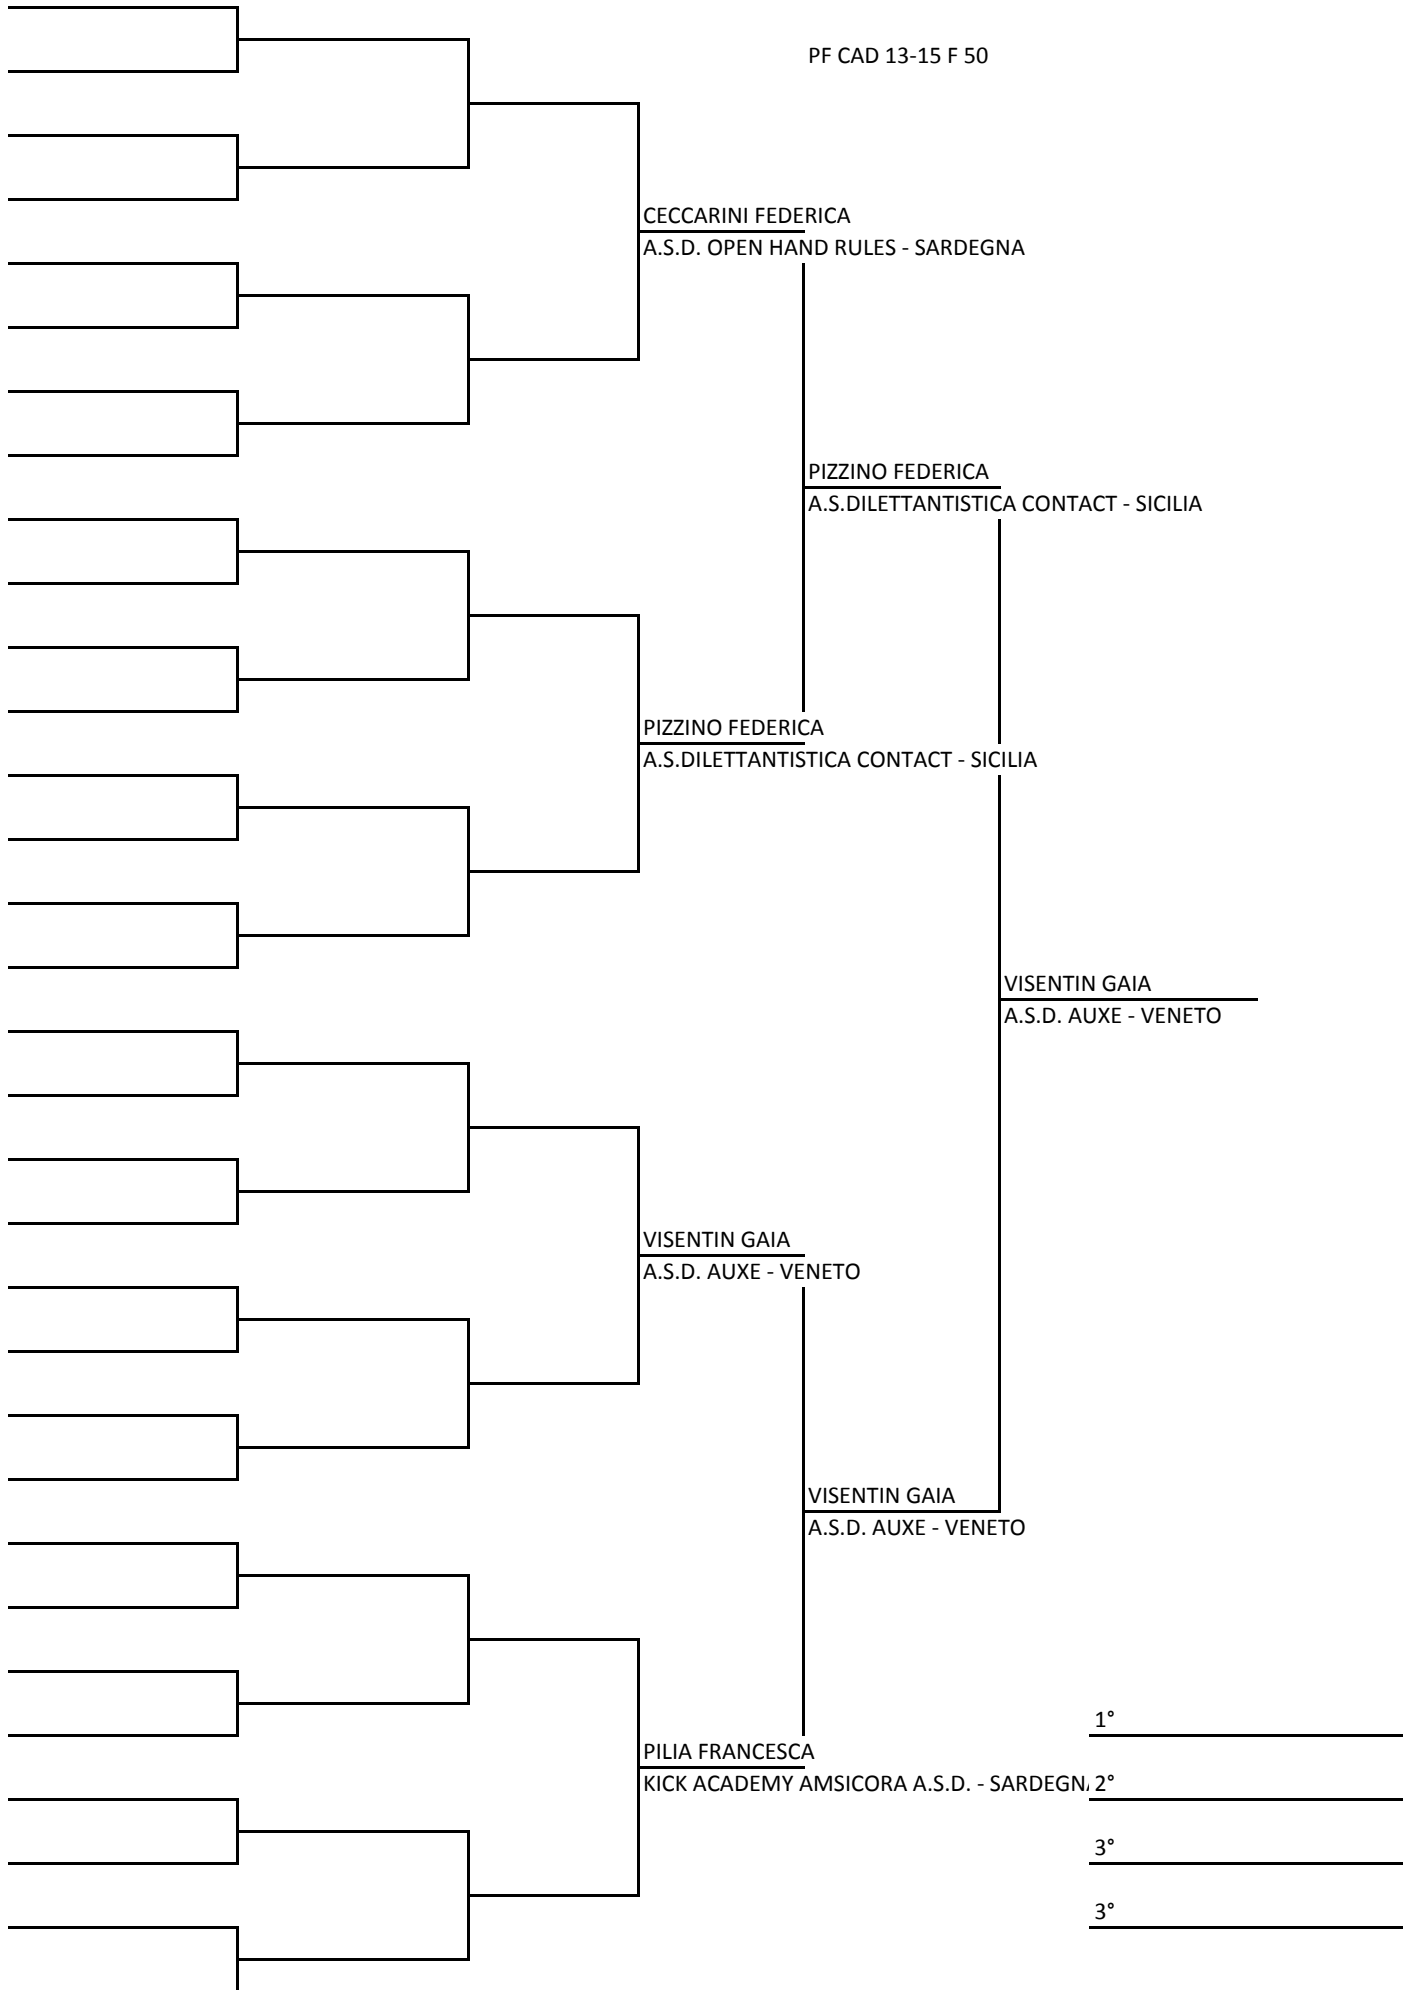 PF CAD 13-15 F 50
CECCARINI FEDERICA
A.S.D. OPEN HAND RULES - SARDEGNA
PIZZINO FEDERICA
A.S.DILETTANTISTICA CONTACT - SICILIA
PIZZINO FEDERICA
A.S.DILETTANTISTICA CONTACT - SICILIA
VISENTIN GAIA
A.S.D. AUXE - VENETO
VISENTIN GAIA
A.S.D. AUXE - VENETO
VISENTIN GAIA
A.S.D. AUXE - VENETO
1°
PILIA FRANCESCA
KICK ACADEMY AMSICORA A.S.D. - SARDEGNA
2°
3°
3°